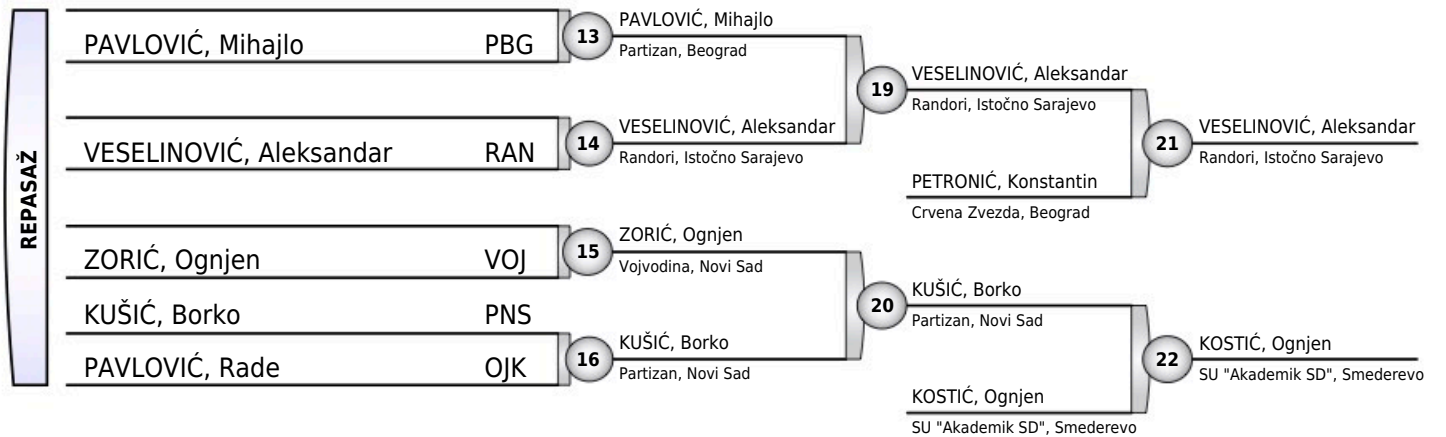 REPASAŽ
PAVLOVIĆ, Mihajlo PBG
VESELINOVIĆ, Aleksandar RAN
ZORIĆ, Ognjen VOJ
KUŠIĆ, Borko PNS
PAVLOVIĆ, Rade OJK
13
PAVLOVIĆ, Mihajlo
Partizan, Beograd
14
VESELINOVIĆ, Aleksandar
Randori, Istočno Sarajevo
15
ZORIĆ, Ognjen
Vojvodina, Novi Sad
16
KUŠIĆ, Borko
Partizan, Novi Sad
19
VESELINOVIĆ, Aleksandar
Randori, Istočno Sarajevo
PETRONIĆ, Konstantin
Crvena Zvezda, Beograd
20
KUŠIĆ, Borko
Partizan, Novi Sad
KOSTIĆ, Ognjen
SU "Akademik SD", Smederevo
21
VESELINOVIĆ, Aleksandar
Randori, Istočno Sarajevo
22
KOSTIĆ, Ognjen
SU "Akademik SD", Smederevo